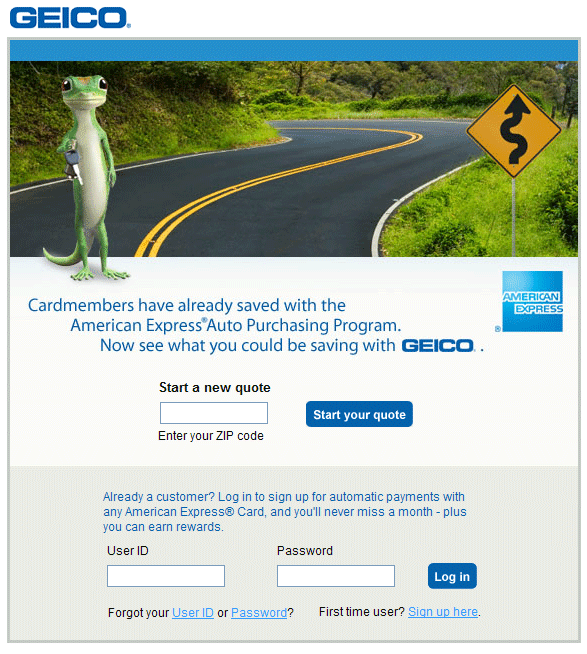 GEICO®
Cardmembers have already saved with the
American Express® Auto Purchasing Program.
Now see what you could be saving with GEICO®.
AMERICAN EXPRESS®
Start a new quote
Start your quote
Enter your ZIP code
Already a customer? Log in to sign up for automatic payments with
any American Express® Card, and you'll never miss a month - plus
you can earn rewards.
User ID
Password
Log in
Forgot your User ID or Password?
First time user? Sign up here.